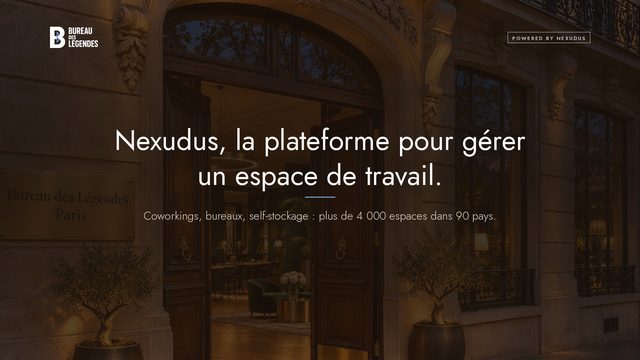 BUREAU
DES
LÉGENDES
POWERED BY NEXUDUS
Nexudus, la plateforme pour gérer
un espace de travail.
Bureau des Légendes
Paris
Coworkings, bureaux, self-stockage : plus de 4 000 espaces dans 90 pays.